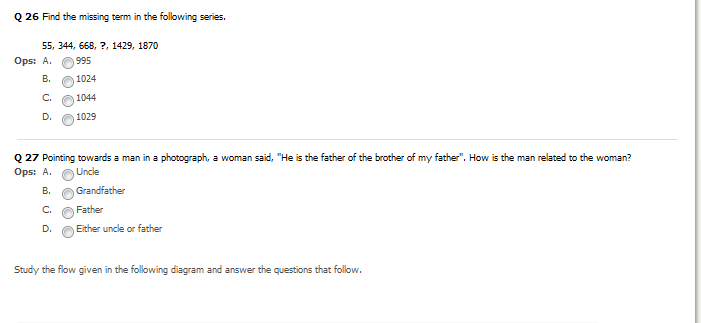 Q 26 Find the missing term in the following series.
55, 344, 668, ?, 1429, 1870
Ops: A. 995
B. 1024
C. 1044
D. 1029
Q 27 Pointing towards a man in a photograph, a woman said, "He is the father of the brother of my father". How is the man related to the woman?
Ops: A. Uncle
B. Grandfather
C. Father
D. Either uncle or father
Study the flow given in the following diagram and answer the questions that follow.